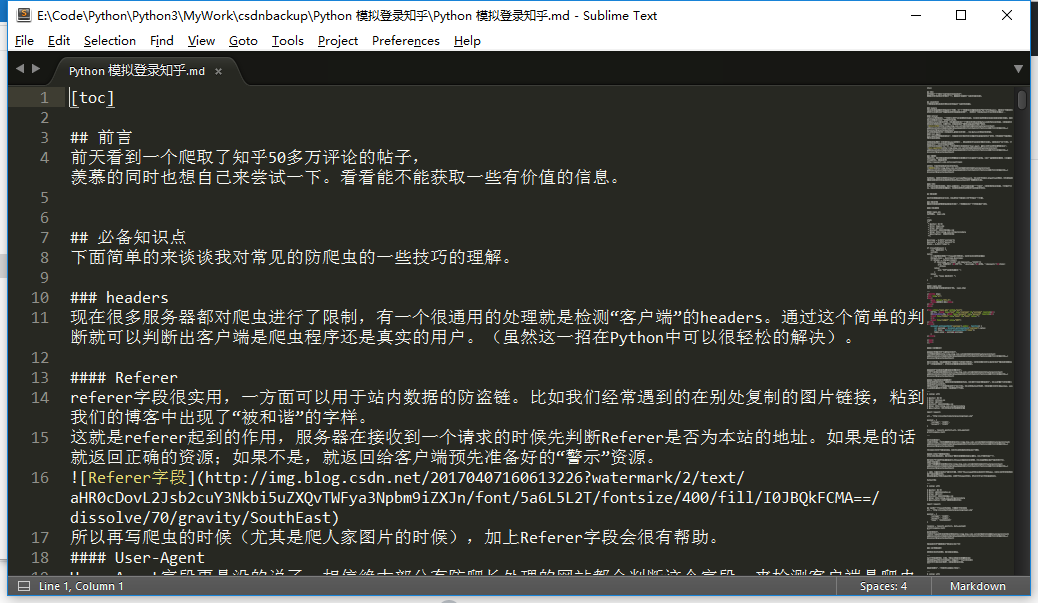 E:\Code\Python\Python3\MyWork\csdnbackup\Python 模拟登录知乎\Python 模拟登录知乎.md - Sublime Text
File Edit Selection Find View Goto Tools Project Preferences Help
Python 模拟登录知乎.md ×
1 [toc]
2
3 ## 前言
4 前天看到一个爬取了知乎50多万评论的帖子，
羡慕的同时也想自己来尝试一下。看看能不能获取一些有价值的信息。
5
6
7 ## 必备知识点
8 下面简单的来谈谈我对常见的防爬虫的一些技巧的理解。
9
10 ### headers
11 现在很多服务器都对爬虫进行了限制，有一个很通用的处理就是检测“客户端”的headers。通过这个简单的判
断就可以判断出客户端是爬虫程序还是真实的用户。（虽然这一招在Python中可以很轻松的解决）。
12
13 #### Referer
14 referer字段很实用，一方面可以用于站内数据的防盗链。比如我们经常遇到的在别处复制的图片链接，粘到
我们的博客中出现了“被和谐”的字样。
15 这就是referer起到的作用，服务器在接收到一个请求的时候先判断Referer是否为本站的地址。如果是的话
就返回正确的资源；如果不是，就返回给客户端预先准备好的“警示”资源。
16 ![Referer字段](http://img.blog.csdn.net/20170407160613226?watermark/2/text/
aHR0cDovL2Jsb2cuY3Nkbi5uZXQvTWFya3Npbm9iZXJn/font/5a6L5L2T/fontsize/400/fill/I0JBQkFCMA==/
dissolve/70/gravity/SouthEast)
17 所以再写爬虫的时候（尤其是爬人家图片的时候），加上Referer字段会很有帮助。
18 #### User-Agent
Line 1, Column 1 Spaces: 4 Markdown